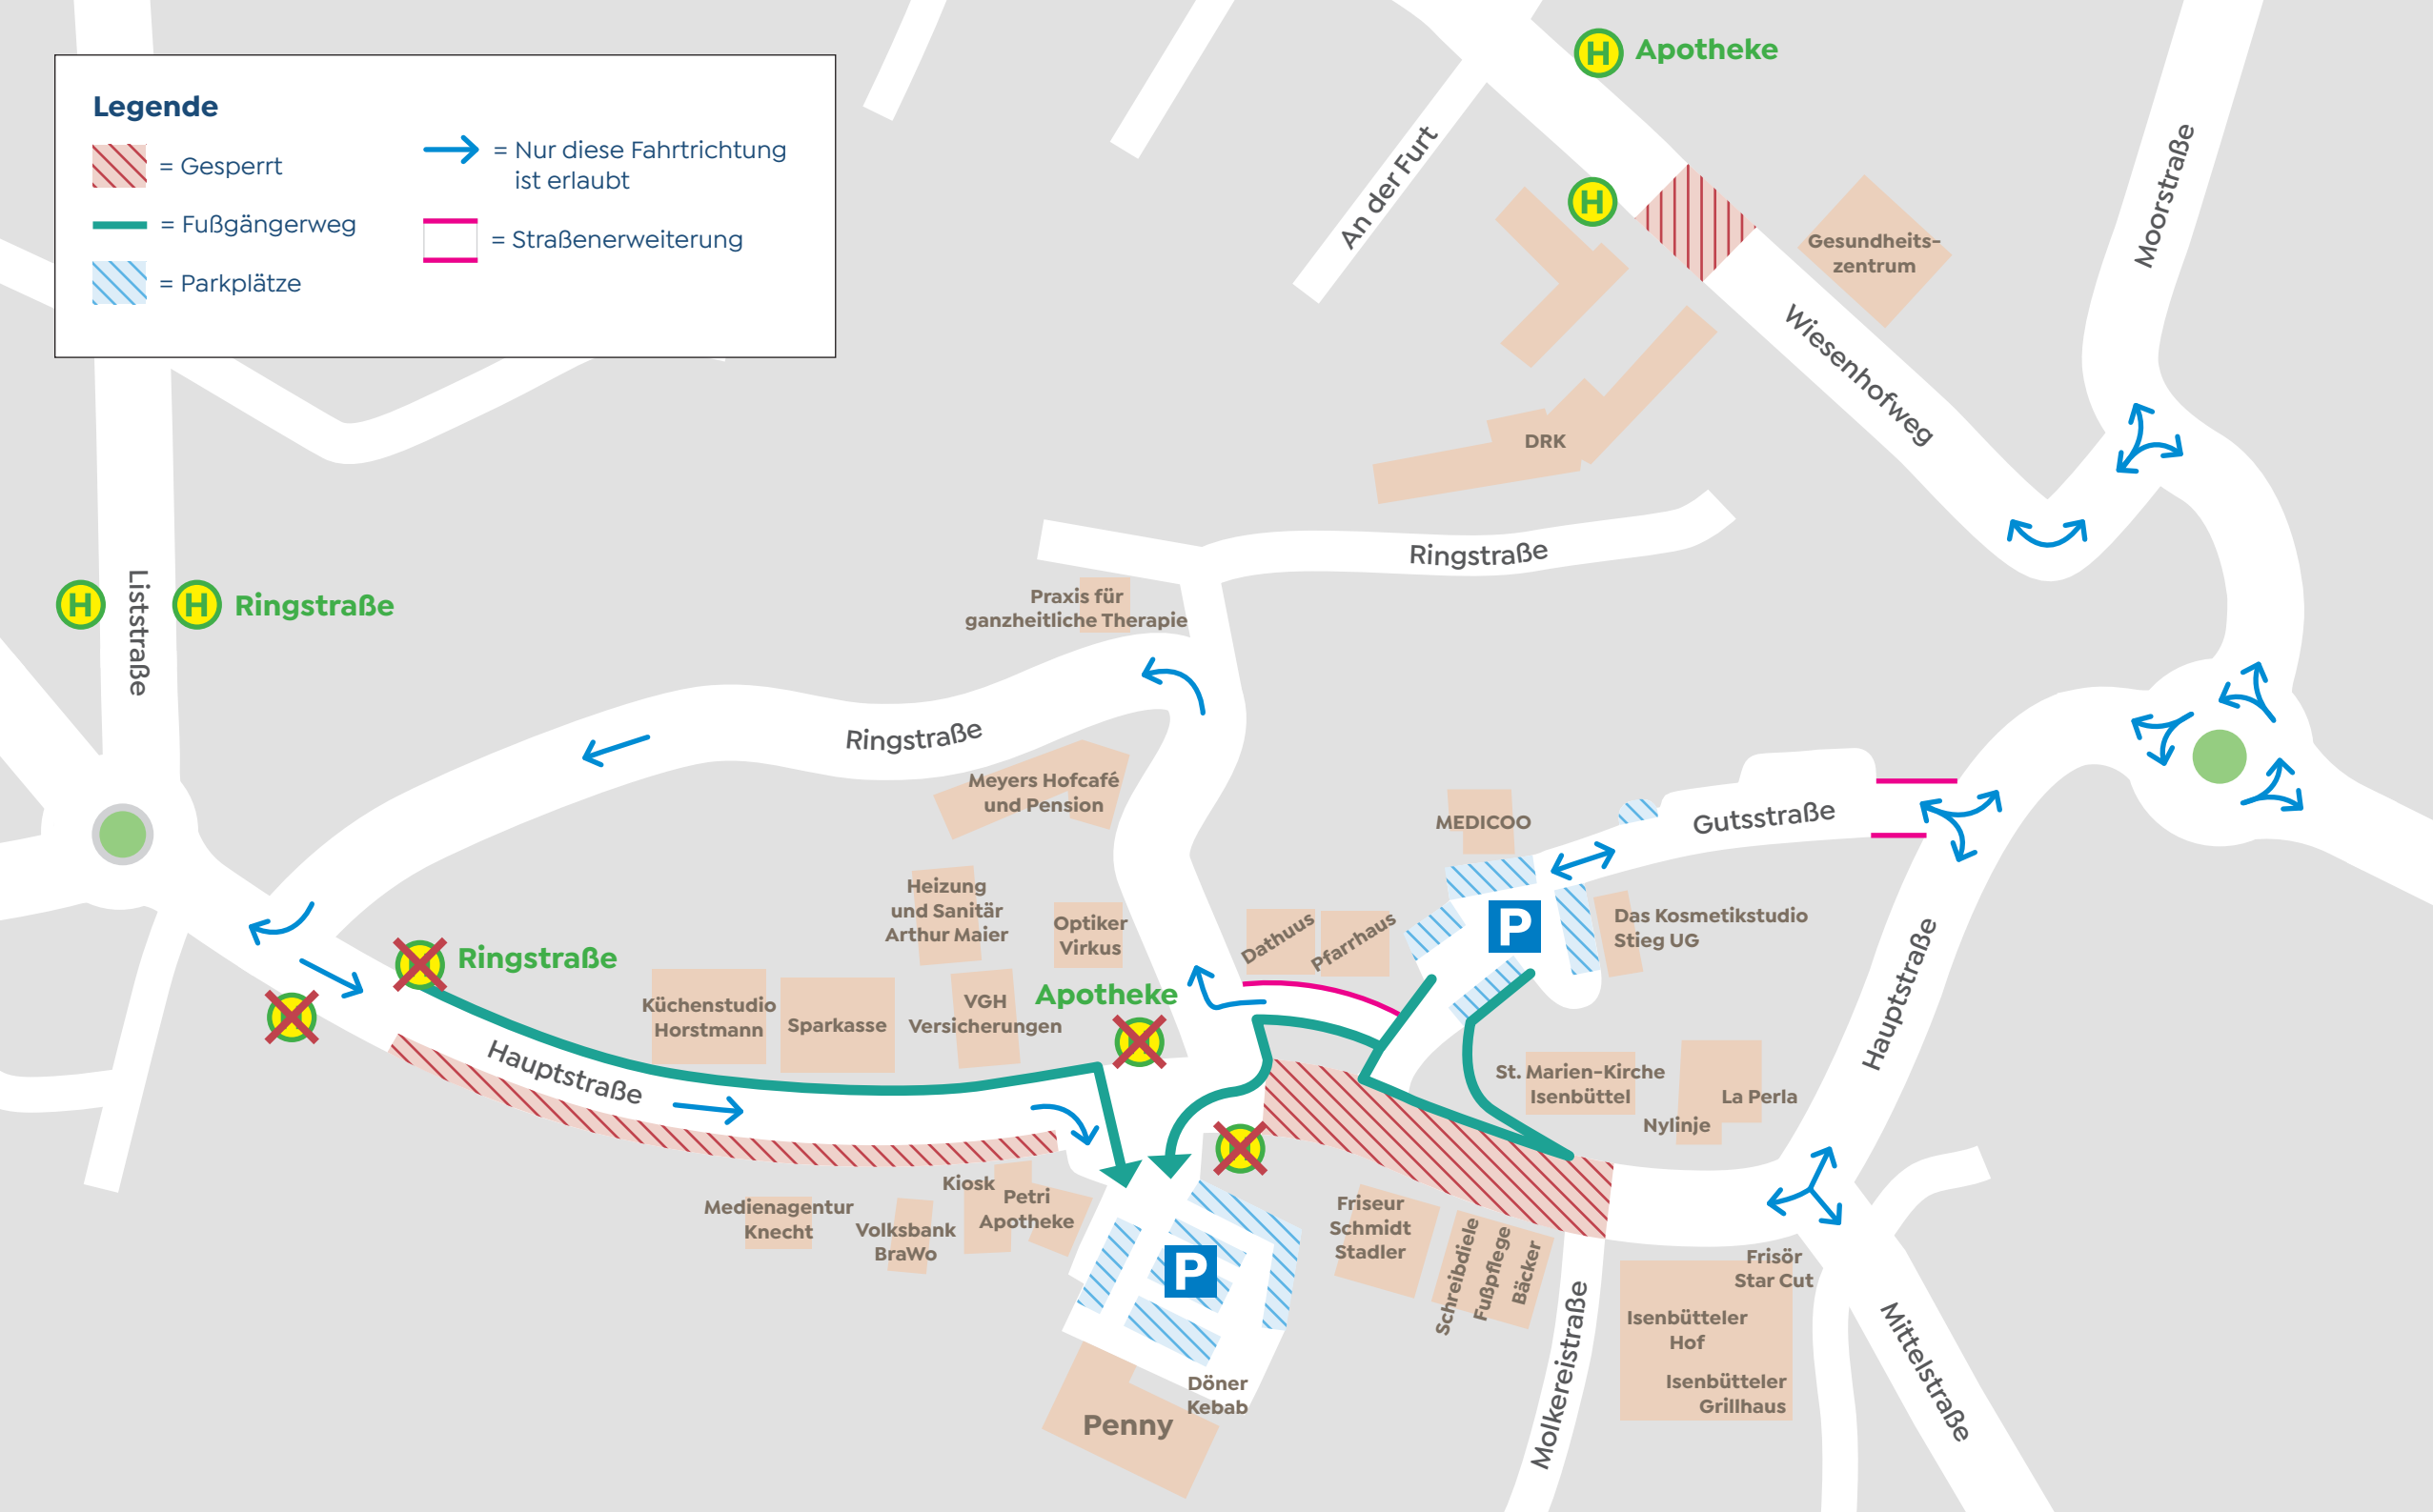 Legende
= Gesperrt
= Fußgängerweg
= Parkplätze
= Nur diese Fahrtrichtung
ist erlaubt
= Straßenerweiterung
H
Apotheke
H
An der Furt
Gesundheits-
zentrum
Moorstraße
Wiesenhofweg
DRK
Ringstraße
H
H
Ringstraße
Liststraße
Praxis für
ganzheitliche Therapie
Ringstraße
Meyers Hofcafé
und Pension
MEDICOO
Gutsstraße
Heizung
und Sanitär
Arthur Maier
Optiker
Virkus
Dathuus
Pfarrhaus
P
Das Kosmetikstudio
Stieg UG
Hauptstraße
Ringstraße
Apotheke
Küchenstudio
Horstmann
Sparkasse
VGH
Versicherungen
Hauptstraße
St. Marien-Kirche
Isenbüttel
La Perla
Nylinje
Medienagentur
Knecht
Volksbank
BraWo
Kiosk
Petri
Apotheke
P
Friseur
Schmidt
Stadler
Schreibdiele
Fußpflege
Bäcker
Molkereistraße
Frisör
Star Cut
Isenbütteler
Hof
Isenbütteler
Grillhaus
Mittelstraße
Döner
Kebab
Penny